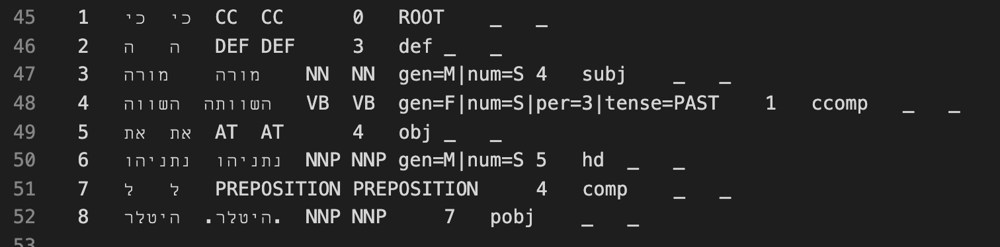 45 1 כי כי CC CC 0 ROOT _ _
46 2 ה ה DEF DEF 3 def _ _
47 3 מורה מורה NN NN gen=M|num=S 4 subj _ _
48 4 השוותה השווה VB VB gen=F|num=S|per=3|tense=PAST 1 ccomp _ _
49 5 את את AT AT 4 obj _ _
50 6 נתניהו נתניהו NNP NNP gen=M|num=S 5 hd _ _
51 7 ל ל PREPOSITION PREPOSITION 4 comp _ _
52 8 היטלר. היטלר. NNP NNP 7 pobj _ _
53